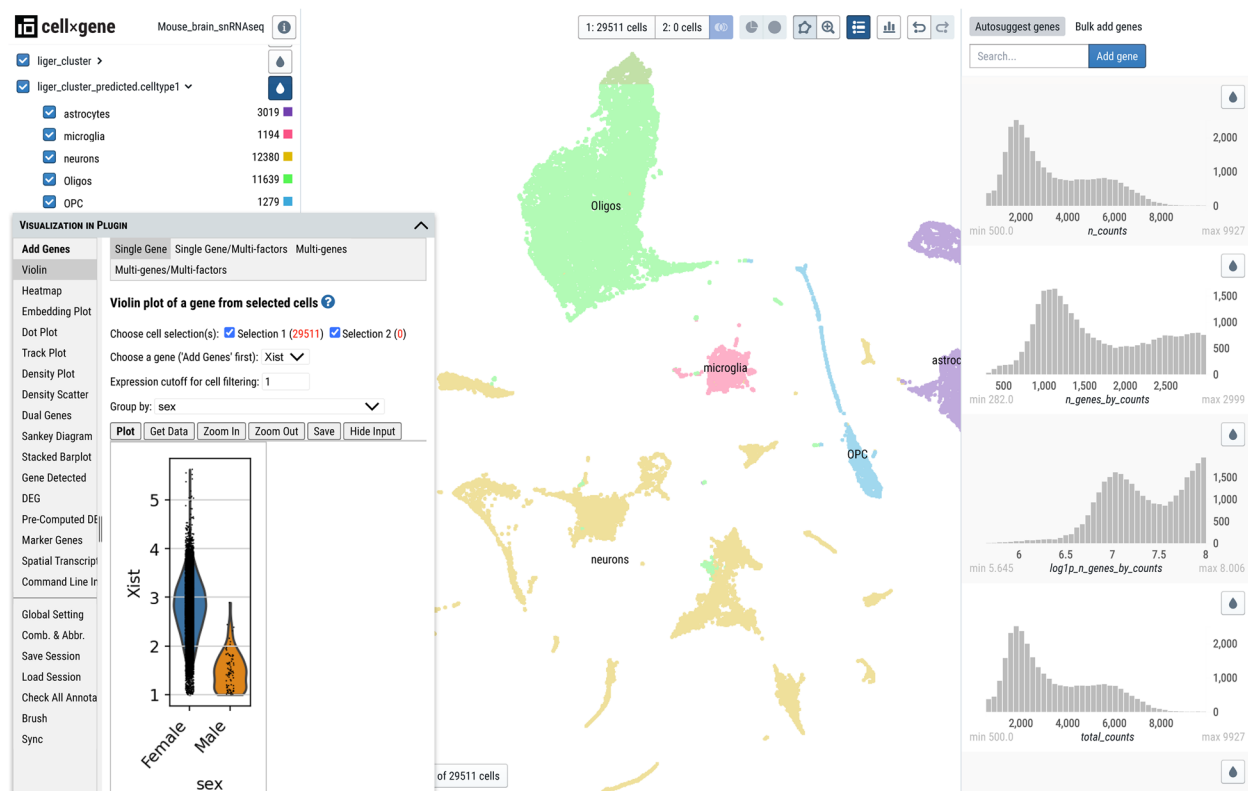 cellxgene
Mouse_brain_snRNAseq
liger_cluster
liger_cluster_predicted.celltype1
astrocytes 3019
microglia 1194
neurons 12380
Oligos 11639
OPC 1279
1: 29511 cells 2: 0 cells
Visualization in Plugin
Add Genes
Violin
Heatmap
Embedding Plot
Dot Plot
Track Plot
Density Plot
Density Scatter
Dual Genes
Sankey Diagram
Stacked Barplot
Gene Detected
DEG
Pre-Computed DE
Marker Genes
Spatial Transcript
Command Line In
Global Setting
Comb. & Abbr.
Save Session
Load Session
Check All Annota
Brush
Sync
Single Gene Single Gene/Multi-factors Multi-genes
Multi-genes/Multi-factors
Violin plot of a gene from selected cells ?
Choose cell selection(s): Selection 1 (29511) Selection 2 (0)
Choose a gene ('Add Genes' first): Xist
Expression cutoff for cell filtering: 1
Group by: sex
Plot Get Data Zoom In Zoom Out Save Hide Input
Xist
5
4
3
2
1
Female Male
sex
Oligos
microglia
astroc
OPC
neurons
of 29511 cells
Autosuggest genes Bulk add genes
Search... Add gene
2,000
1,000
0
2,000 4,000 6,000 8,000
min 500.0 n_counts max 9927
1,500
1,000
500
0
500 1,000 1,500 2,000 2,500
min 282.0 n_genes_by_counts max 2999
1,500
1,000
500
0
6 6.5 7 7.5 8
min 5.645 log1p_n_genes_by_counts max 8.006
2,000
1,000
0
2,000 4,000 6,000 8,000
min 500.0 total_counts max 9927